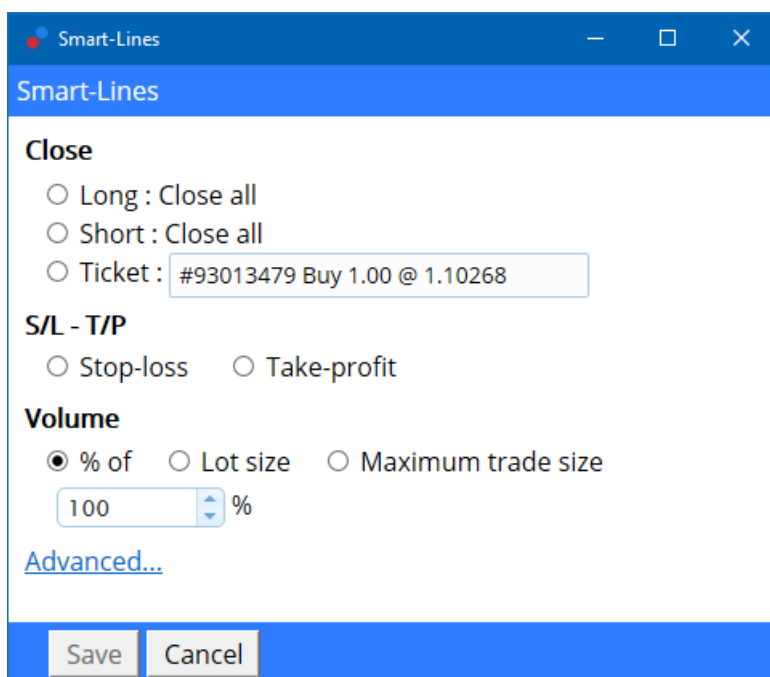 Smart-Lines
Smart-Lines
Close
Long : Close all
Short : Close all
Ticket : #93013479 Buy 1.00 @ 1.10268
S/L - T/P
Stop-loss Take-profit
Volume
% of Lot size Maximum trade size
100 %
Advanced...
Save Cancel